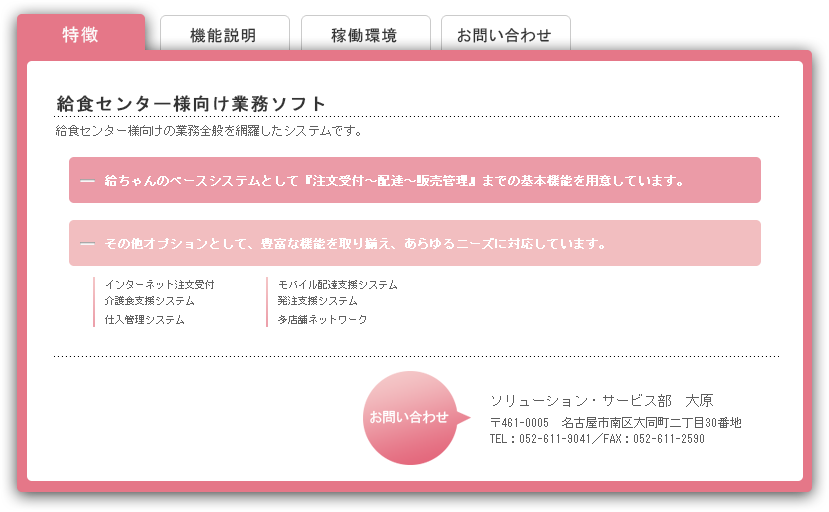 特徴
機能説明
稼働環境
お問い合わせ
給食センター様向け業務ソフト
給食センター様向けの業務全般を網羅したシステムです。
― 給ちゃんのベースシステムとして『注文受付～配達～販売管理』までの基本機能を用意しています。
― その他オプションとして、豊富な機能を取り揃え、あらゆるニーズに対応しています。
インターネット注文受付
介護食支援システム
仕入管理システム
モバイル配達支援システム
発注支援システム
多店舗ネットワーク
お問い合わせ
ソリューション・サービス部　大原
〒461-0005　名古屋市南区大同町二丁目30番地
TEL：052-611-9041／FAX：052-611-2590